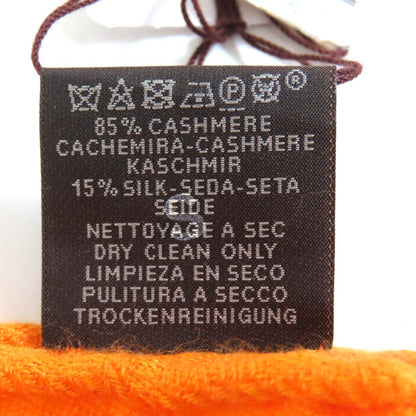 ®
85% CASHMERE
CACHEMIRA-CASHMERE
KASCHMIR
15% SILK-SEDA-SETA
SEIDE
NETTOYAGE A SEC
DRY CLEAN ONLY
LIMPIEZA EN SECO
PULITURA A SECCO
TROCKENREINIGUNG